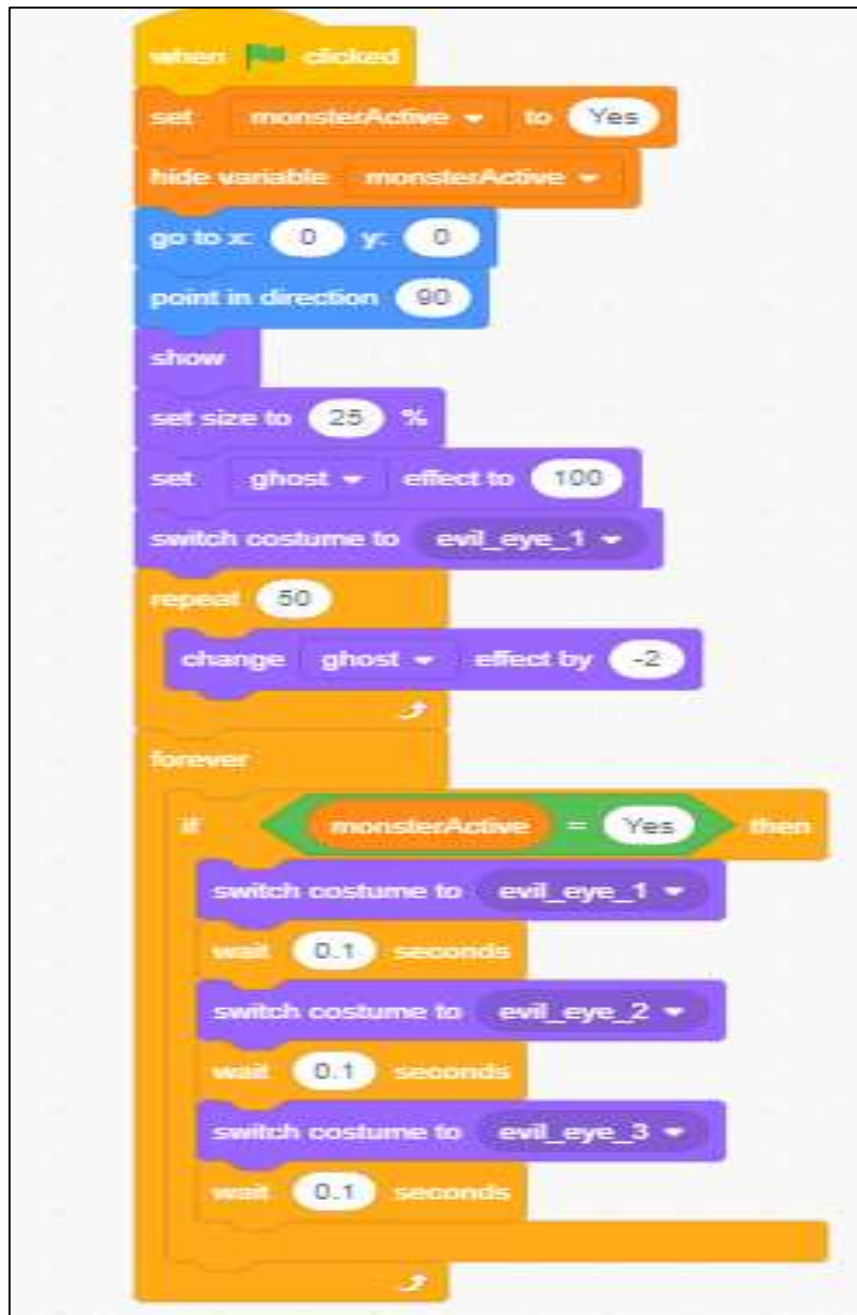 when clicked
set monsterActive to Yes
hide variable monsterActive
go to x: 0 y: 0
point in direction 90
show
set size to 25 %
set ghost effect to 100
switch costume to evil_eye_1
repeat 50
change ghost effect by -2
forever
if monsterActive = Yes then
switch costume to evil_eye_1
wait 0.1 seconds
switch costume to evil_eye_2
wait 0.1 seconds
switch costume to evil_eye_3
wait 0.1 seconds